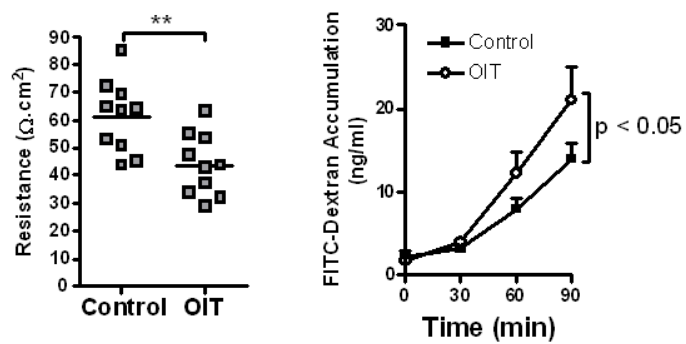 **
Resistance (Ω·cm²)
90
80
70
60
50
40
30
20
10
0
Control OIT
FITC-Dextran Accumulation
(ng/ml)
30
20
10
0
Control
OIT
p < 0.05
0 30 60 90
Time (min)